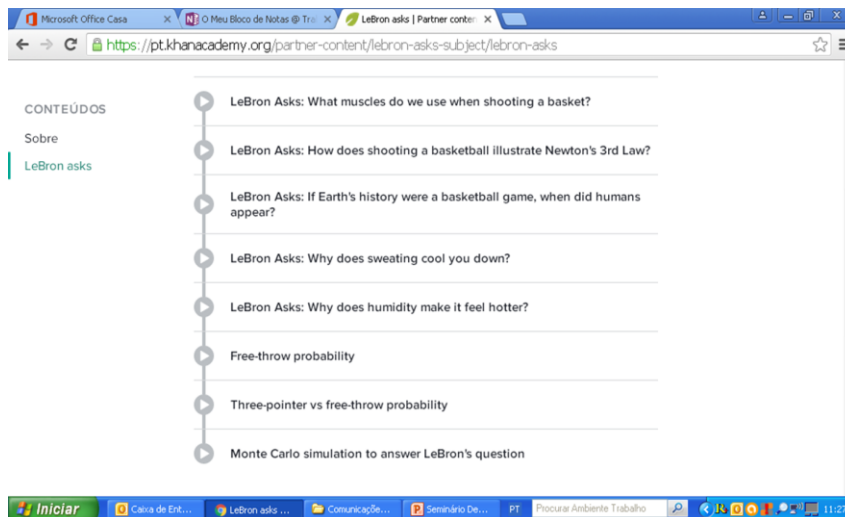 Microsoft Office Casa
O Meu Bloco de Notas @ Tra
LeBron asks | Partner conten
https://pt.khanacademy.org/partner-content/lebron-asks-subject/lebron-asks
CONTEÚDOS
Sobre
LeBron asks
LeBron Asks: What muscles do we use when shooting a basket?
LeBron Asks: How does shooting a basketball illustrate Newton's 3rd Law?
LeBron Asks: If Earth's history were a basketball game, when did humans
appear?
LeBron Asks: Why does sweating cool you down?
LeBron Asks: Why does humidity make it feel hotter?
Free-throw probability
Three-pointer vs free-throw probability
Monte Carlo simulation to answer LeBron's question
Iniciar
Caixa de Ent...
LeBron asks ...
Comunicaçõe...
Seminário De...
PT
Procurar Ambiente Trabalho
11:27